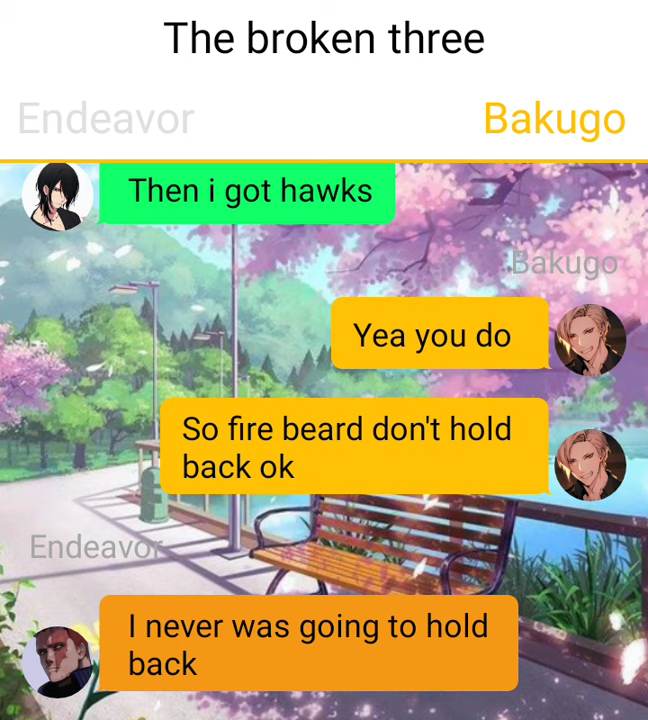 The broken three
Endeavor
Bakugo
Then i got hawks
Bakugo
Yea you do
So fire beard don't hold
back ok
Endeavor
I never was going to hold
back